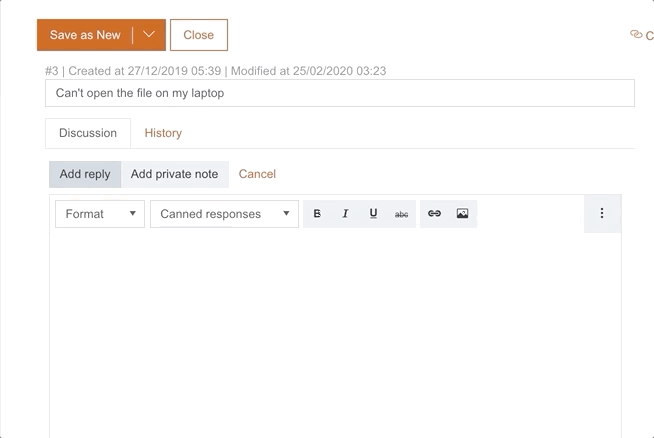 Save as New
Close
C
#3 | Created at 27/12/2019 05:39 | Modified at 25/02/2020 03:23
Can't open the file on my laptop
Discussion
History
Add reply
Add private note
Cancel
Format
Canned responses
B I U abc